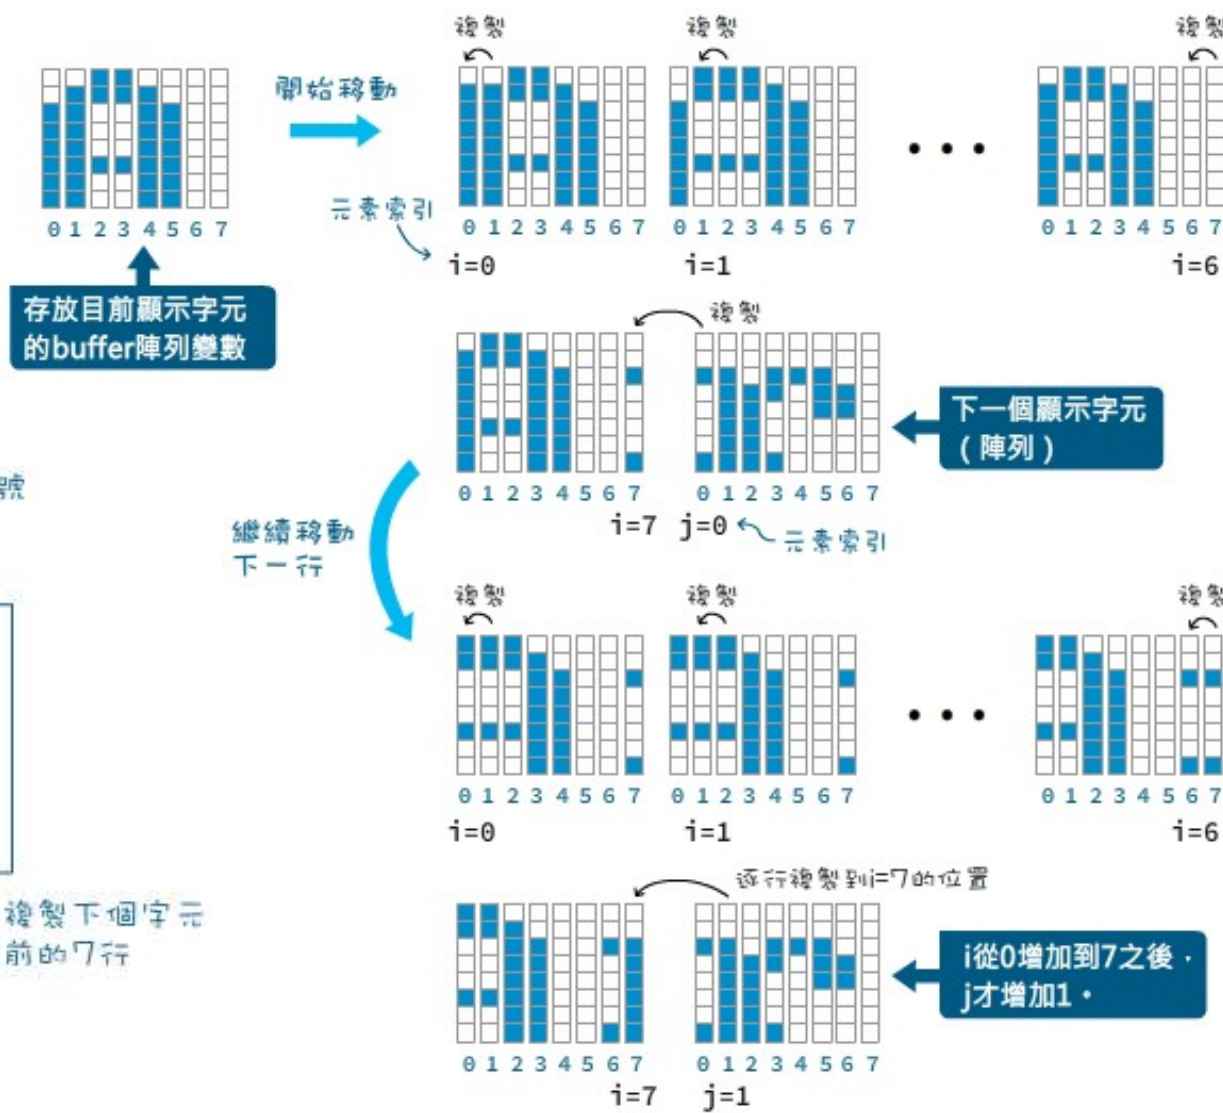 複製
複製
複製
開始移動
元素索引
0 1 2 3 4 5 6 7
0 1 2 3 4 5 6 7
0 1 2 3 4 5 6 7
0 1 2 3 4 5 6 7
i=0
i=1
i=6
存放目前顯示字元
的buffer陣列變數
複製
下一個顯示字元
(陣列)
0 1 2 3 4 5 6 7
0 1 2 3 4 5 6 7
i=7
j=0
元素索引
號
繼續移動
下一行
複製
複製
複製
0 1 2 3 4 5 6 7
0 1 2 3 4 5 6 7
0 1 2 3 4 5 6 7
i=0
i=1
i=6
逐行複製到i=7的位置
複製下個字元
前的7行
i從0增加到7之後,
j才增加1。
0 1 2 3 4 5 6 7
0 1 2 3 4 5 6 7
i=7
j=1